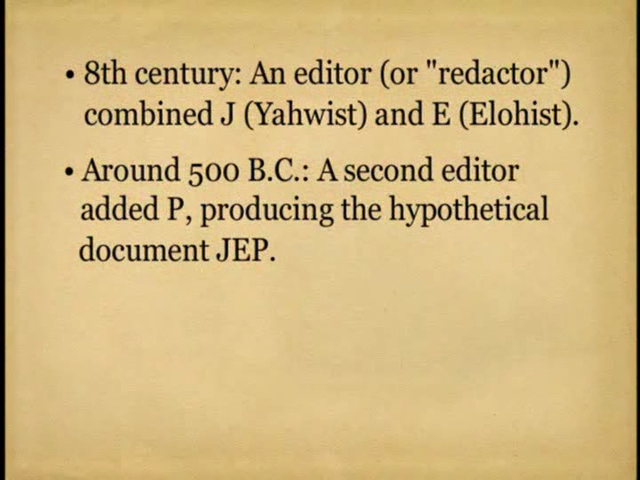 • 8th century: An editor (or "redactor")
combined J (Yahwist) and E (Elohist).
• Around 500 B.C.: A second editor
added P, producing the hypothetical
document JEP.